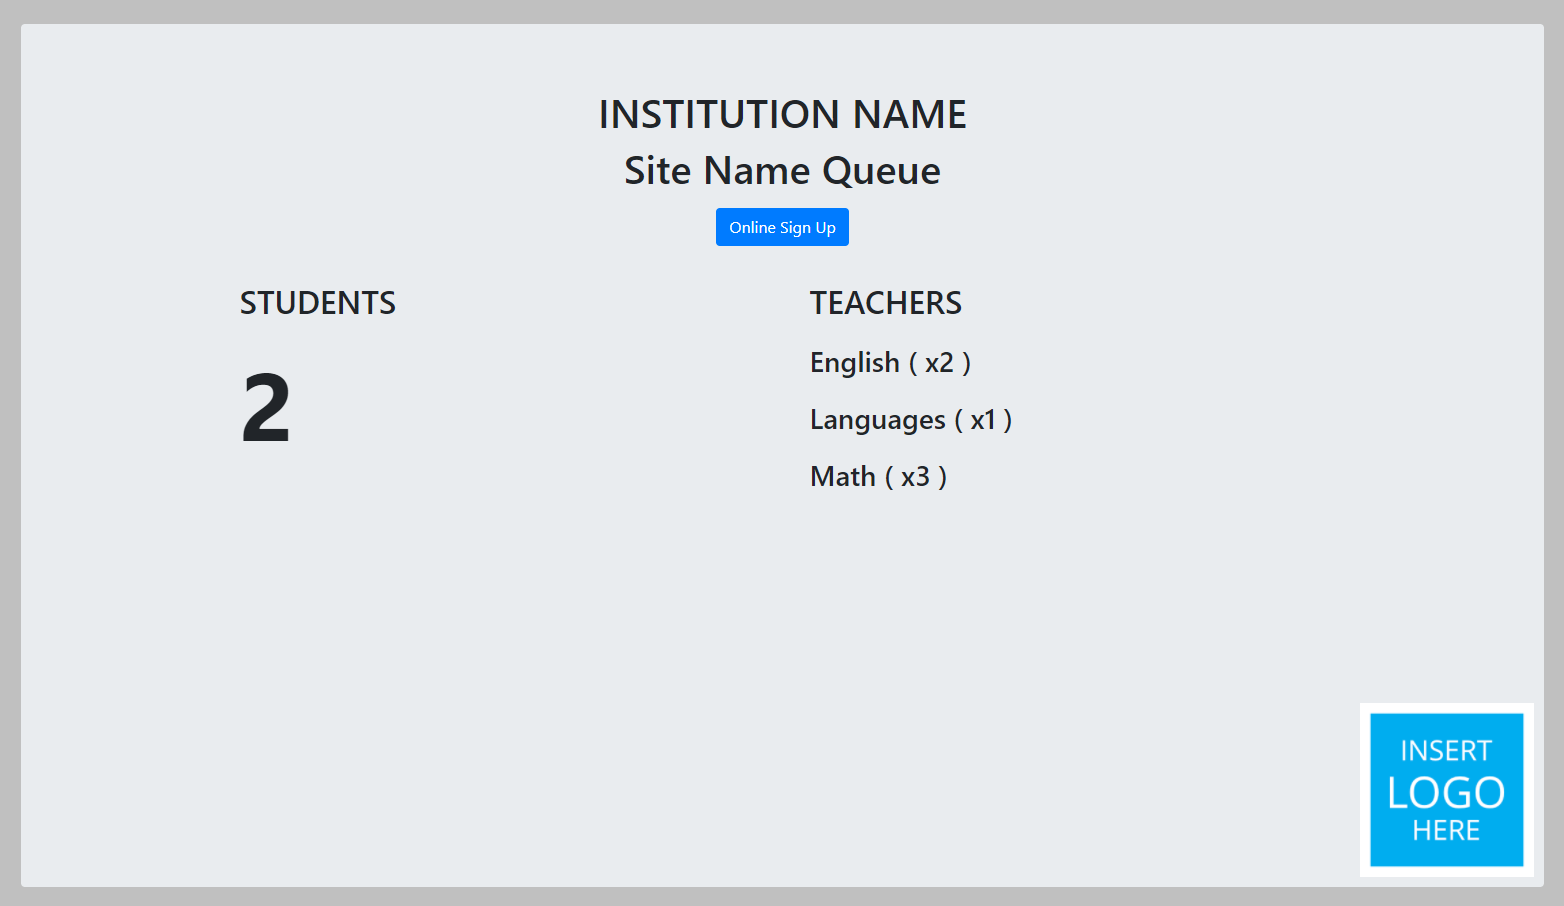 INSTITUTION NAME
Site Name Queue
Online Sign Up
STUDENTS
2
TEACHERS
English ( x2 )
Languages ( x1 )
Math ( x3 )
INSERT
LOGO
HERE